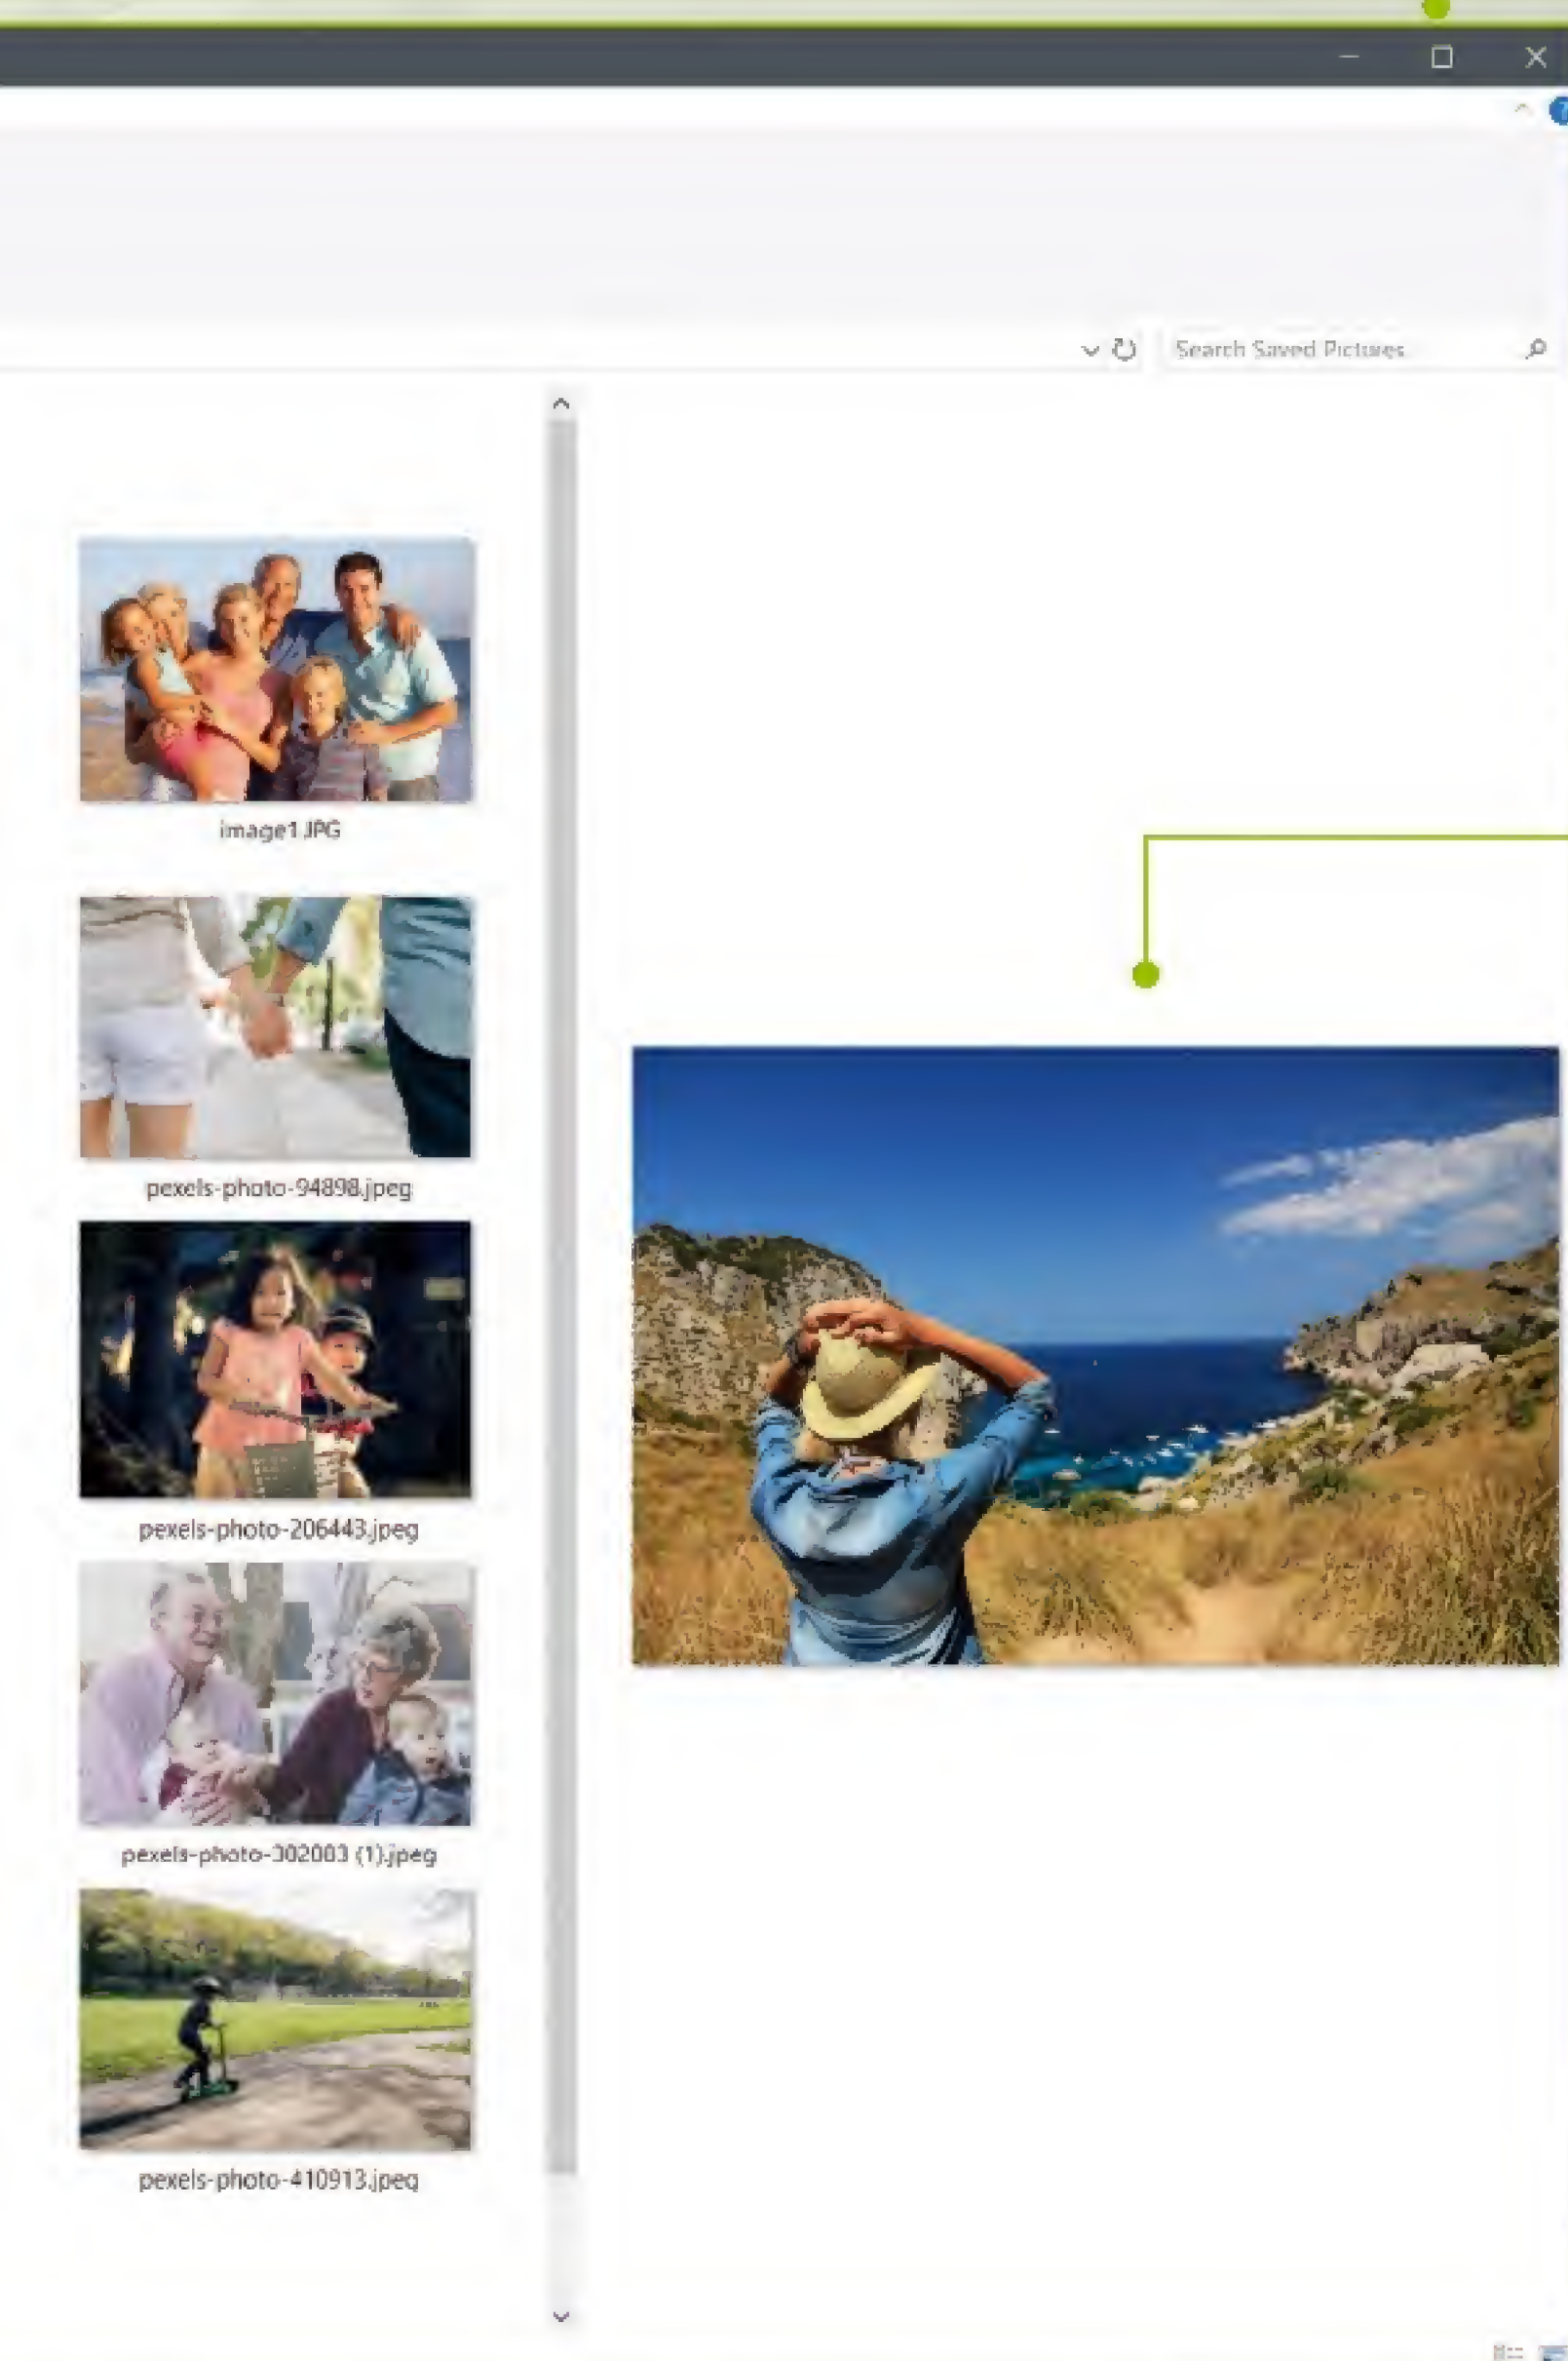 Search Saved Pictures
image1.JPG
pexels-photo-94898.jpeg
pexels-photo-206443.jpeg
pexels-photo-302083 (1).jpeg
pexels-photo-410913.jpeg